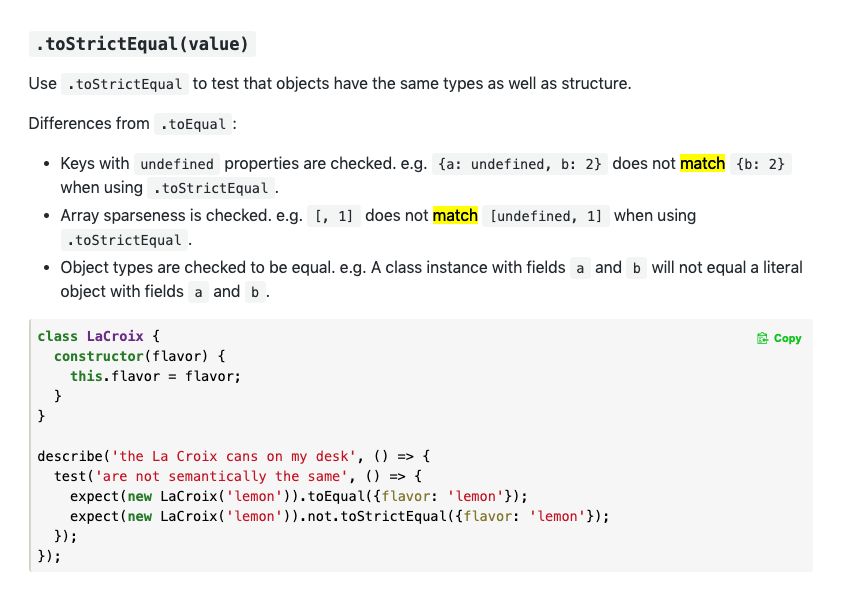 .toStrictEqual(value)
Use .toStrictEqual to test that objects have the same types as well as structure.
Differences from .toEqual:
• Keys with undefined properties are checked. e.g. {a: undefined, b: 2} does not match {b: 2}
when using .toStrictEqual.
• Array sparseness is checked. e.g. [, 1] does not match [undefined, 1] when using
.toStrictEqual.
• Object types are checked to be equal. e.g. A class instance with fields a and b will not equal a literal
object with fields a and b.
class LaCroix {
Copy
  constructor(flavor) {
    this.flavor = flavor;
  }
}
describe('the La Croix cans on my desk', () => {
  test('are not semantically the same', () => {
    expect(new LaCroix('lemon')).toEqual({flavor: 'lemon'});
    expect(new LaCroix('lemon')).not.toStrictEqual({flavor: 'lemon'});
  });
});